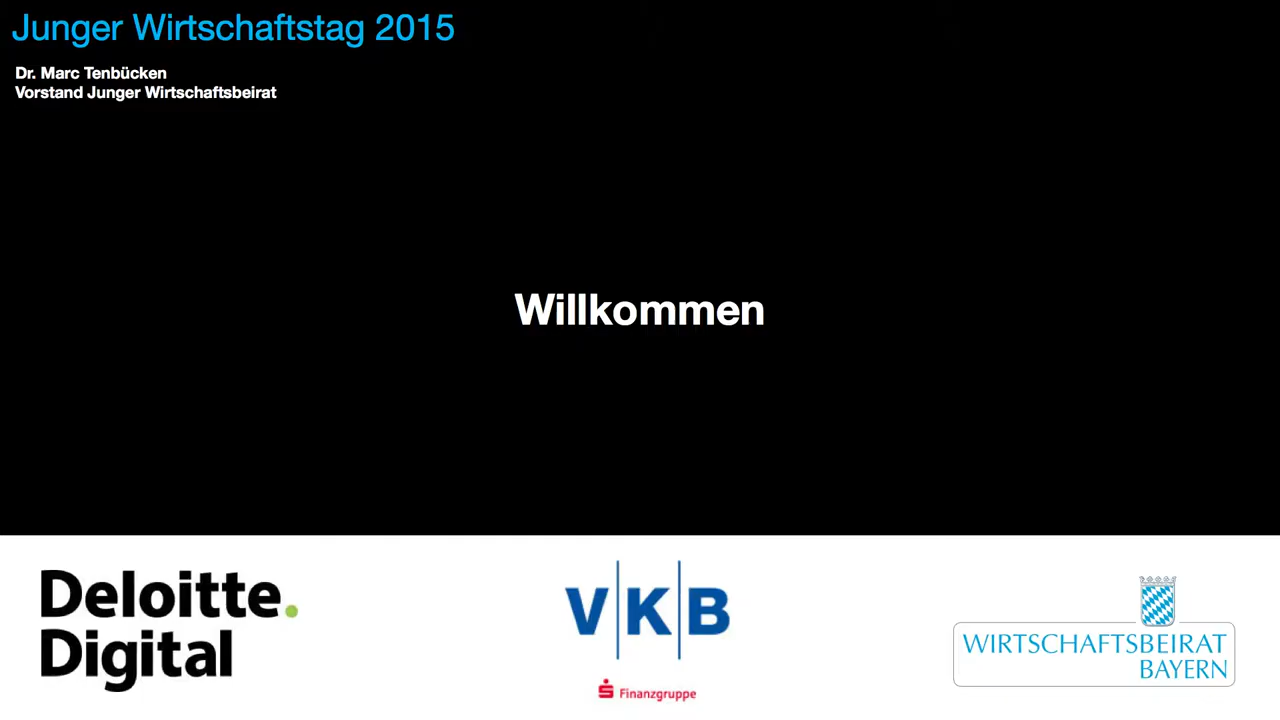 Junger Wirtschaftstag 2015
Dr. Marc Tenbücken
Vorstand Junger Wirtschaftsbeirat
Willkommen
Deloitte.
Digital
VKB
Finanzgruppe
WIRTSCHAFTSBEIRAT
BAYERN